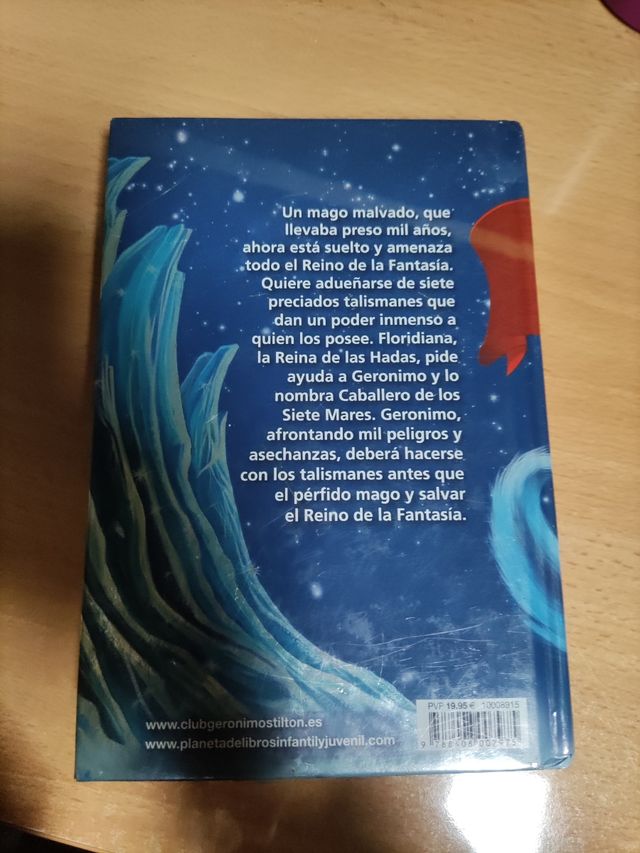 Un mago malvado, que
llevaba preso mil años,
ahora está suelto y amenaza
todo el Reino de la Fantasía.
Quiere adueñarse de siete
preciados talismanes que
dan un poder inmenso a
quien los posee. Floridiana,
la Reina de las Hadas, pide
ayuda a Geronimo y lo
nombra Caballero de los
Siete Mares. Geronimo,
afrontando mil peligros y
asechanzas, deberá hacerse
con los talismanes antes que
el pérfido mago y salvar
el Reino de la Fantasía.
PVP 19.95€ 10008915
www.clubgeronimostilton.es
www.planetadelibrosinfantilyjuvenil.com
9 788408 007975